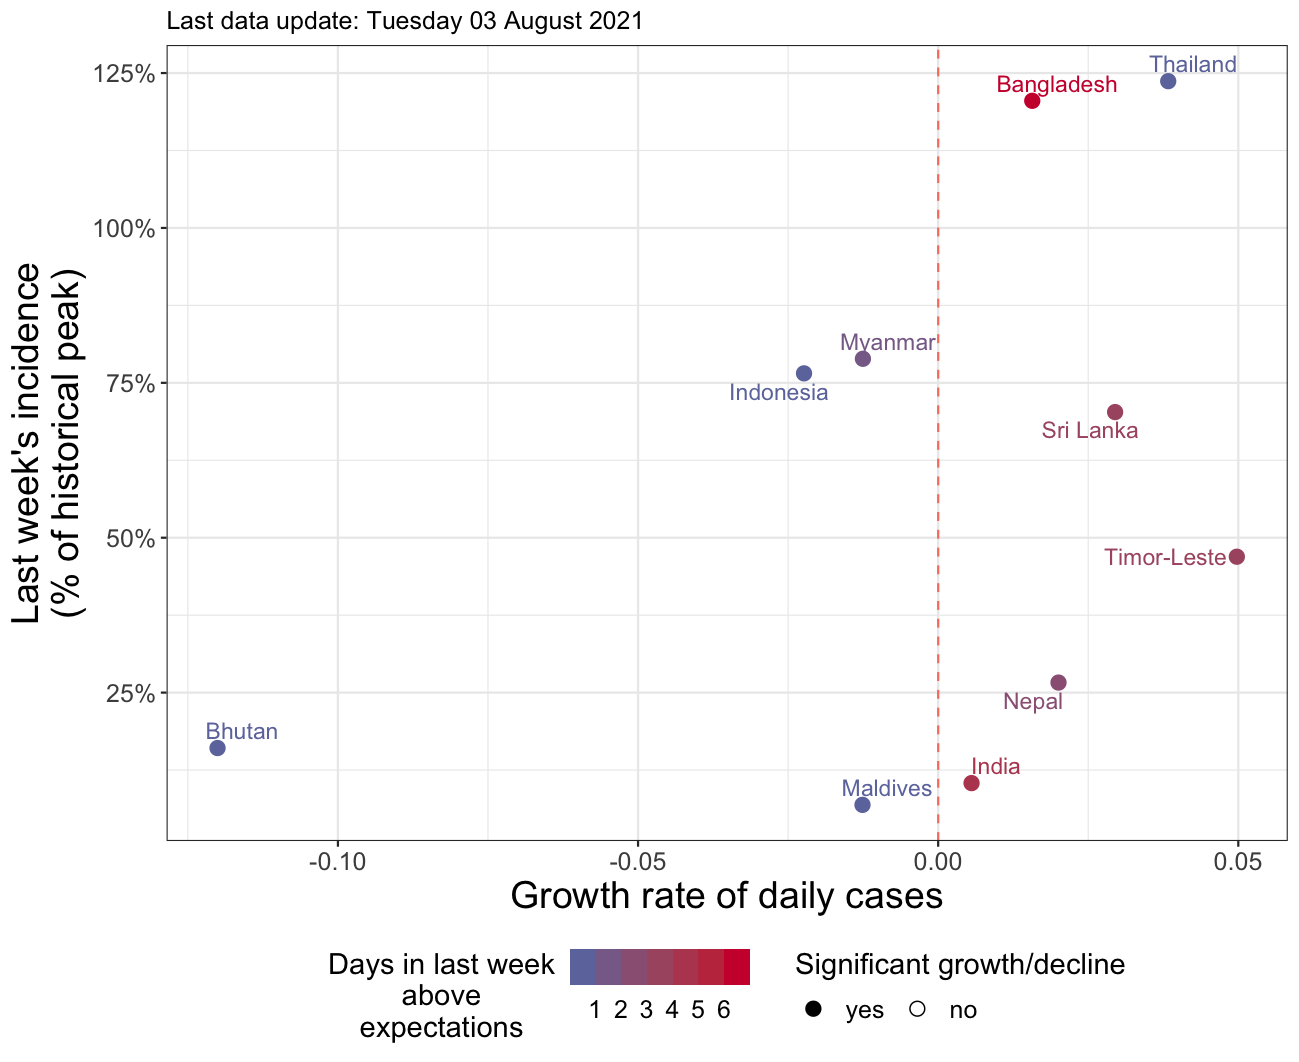 Last data update: Tuesday 03 August 2021
125%
100%
75%
50%
25%
Last week's incidence
(% of historical peak)
Thailand
Bangladesh
Myanmar
Indonesia
Sri Lanka
Timor-Leste
Nepal
Bhutan
India
Maldives
-0.10 -0.05 0.00 0.05
Growth rate of daily cases
Days in last week
above
expectations
1 2 3 4 5 6
Significant growth/decline
yes no